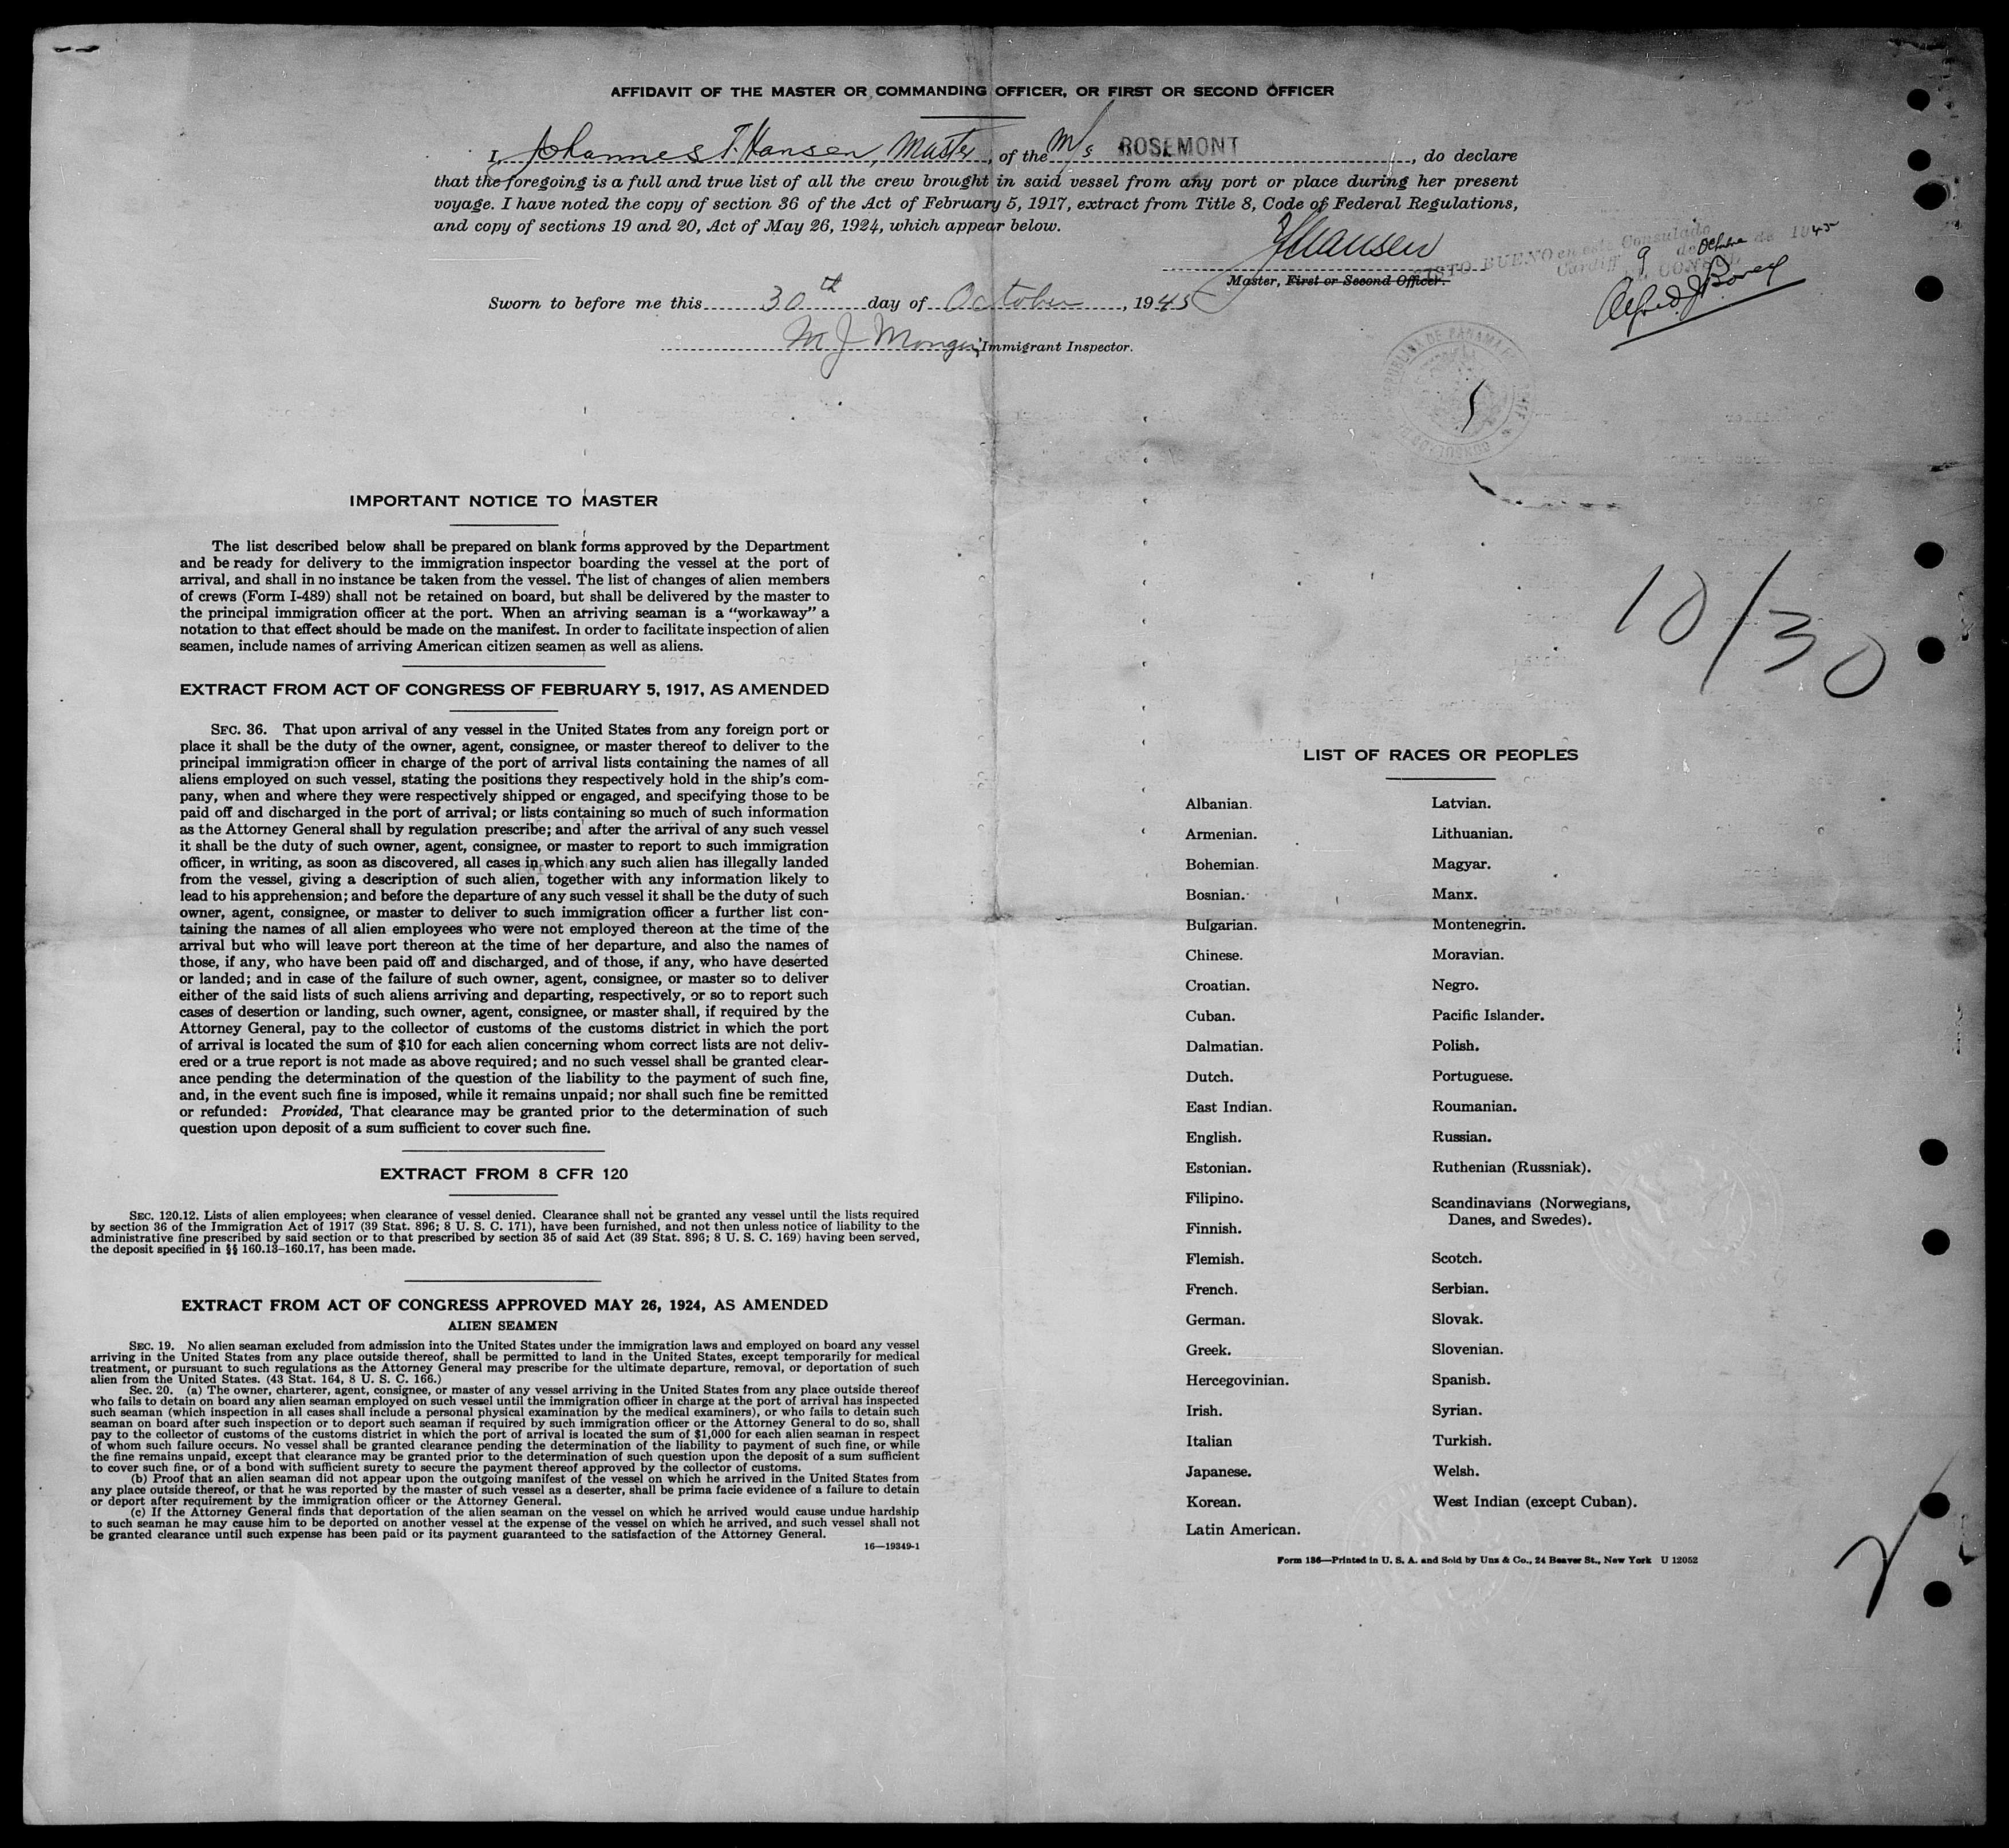 AFFIDAVIT OF THE MASTER OR COMMANDING OFFICER, OR FIRST OR SECOND OFFICER
I, Johannes T. Hansen, Master, of the M/s ROSEMONT, do declare
that the foregoing is a full and true list of all the crew brought in said vessel from any port or place during her present
voyage. I have noted the copy of section 36 of the Act of February 5, 1917, extract from Title 8, Code of Federal Regulations,
and copy of sections 19 and 20, Act of May 26, 1924, which appear below.
Hansen
Master, First or Second Officer.
VISTO BUENO en este Consulado
Cardiff 9 de Octubre de 1945
EL CONSUL
Sworn to before me this 30th day of October, 1945
M J , Immigrant Inspector.
10/30
IMPORTANT NOTICE TO MASTER
The list described below shall be prepared on blank forms approved by the Department
and be ready for delivery to the immigration inspector boarding the vessel at the port of
arrival, and shall in no instance be taken from the vessel. The list of changes of alien members
of crews (Form I-489) shall not be retained on board, but shall be delivered by the master to
the principal immigration officer at the port. When an arriving seaman is a “workaway” a
notation to that effect should be made on the manifest. In order to facilitate inspection of alien
seamen, include names of arriving American citizen seamen as well as aliens.
EXTRACT FROM ACT OF CONGRESS OF FEBRUARY 5, 1917, AS AMENDED
SEC. 36. That upon arrival of any vessel in the United States from any foreign port or
place it shall be the duty of the owner, agent, consignee, or master thereof to deliver to the
principal immigration officer in charge of the port of arrival lists containing the names of all
aliens employed on such vessel, stating the positions they respectively hold in the ship's com-
pany, when and where they were respectively shipped or engaged, and specifying those to be
paid off and discharged in the port of arrival; or lists containing so much of such information
as the Attorney General shall by regulation prescribe; and after the arrival of any such vessel
it shall be the duty of such owner, agent, consignee, or master to report to such immigration
officer, in writing, as soon as discovered, all cases in which any such alien has illegally landed
from the vessel, giving a description of such alien, together with any information likely to
lead to his apprehension; and before the departure of any such vessel it shall be the duty of such
owner, agent, consignee, or master to deliver to such immigration officer a further list con-
taining the names of all alien employees who were not employed thereon at the time of the
arrival but who will leave port thereon at the time of her departure, and also the names of
those, if any, who have been paid off and discharged, and of those, if any, who have deserted
or landed; and in case of the failure of such owner, agent, consignee, or master so to deliver
either of the said lists of such aliens arriving and departing, respectively, or so to report such
cases of desertion or landing, such owner, agent, consignee, or master shall, if required by the
Attorney General, pay to the collector of customs of the customs district in which the port
of arrival is located the sum of $10 for each alien concerning whom correct lists are not deliv-
ered or a true report is not made as above required; and no such vessel shall be granted clear-
ance pending the determination of the question of the liability to the payment of such fine,
and, in the event such fine is imposed, while it remains unpaid; nor shall such fine be remitted
or refunded: Provided, That clearance may be granted prior to the determination of such
question upon deposit of a sum sufficient to cover such fine.
EXTRACT FROM 8 CFR 120
SEC. 120.12. Lists of alien employees; when clearance of vessel denied. Clearance shall not be granted any vessel until the lists required
by section 36 of the Immigration Act of 1917 (39 Stat. 896; 8 U. S. C. 171), have been furnished, and not then unless notice of liability to the
administrative fine prescribed by said section or to that prescribed by section 35 of said Act (39 Stat. 896; 8 U. S. C. 169) having been served,
the deposit specified in §§ 160.13–160.17, has been made.
EXTRACT FROM ACT OF CONGRESS APPROVED MAY 26, 1924, AS AMENDED
ALIEN SEAMEN
SEC. 19. No alien seaman excluded from admission into the United States under the immigration laws and employed on board any vessel
arriving in the United States from any place outside thereof, shall be permitted to land in the United States, except temporarily for medical
treatment, or pursuant to such regulations as the Attorney General may prescribe for the ultimate departure, removal, or deportation of such
alien from the United States. (43 Stat. 164, 8 U. S. C. 166.)
Sec. 20. (a) The owner, charterer, agent, consignee, or master of any vessel arriving in the United States from any place outside thereof
who fails to detain on board any alien seaman employed on such vessel until the immigration officer in charge at the port of arrival has inspected
such seaman (which inspection in all cases shall include a personal physical examination by the medical examiners), or who fails to detain such
seaman on board after such inspection or to deport such seaman if required by such immigration officer or the Attorney General to do so, shall
pay to the collector of customs of the customs district in which the port of arrival is located the sum of $1,000 for each alien seaman in respect
of whom such failure occurs. No vessel shall be granted clearance pending the determination of the liability to payment of such fine, or while
the fine remains unpaid, except that clearance may be granted prior to the determination of such question upon the deposit of a sum sufficient
to cover such fine, or of a bond with sufficient surety to secure the payment thereof approved by the collector of customs.
(b) Proof that an alien seaman did not appear upon the outgoing manifest of the vessel on which he arrived in the United States from
any place outside thereof, or that he was reported by the master of such vessel as a deserter, shall be prima facie evidence of a failure to detain
or deport after requirement by the immigration officer or the Attorney General.
(c) If the Attorney General finds that deportation of the alien seaman on the vessel on which he arrived would cause undue hardship
to such seaman he may cause him to be deported on another vessel at the expense of the vessel on which he arrived, and such vessel shall not
be granted clearance until such expense has been paid or its payment guaranteed to the satisfaction of the Attorney General.
16—19349-1
LIST OF RACES OR PEOPLES
Albanian.
Armenian.
Bohemian.
Bosnian.
Bulgarian.
Chinese.
Croatian.
Cuban.
Dalmatian.
Dutch.
East Indian.
English.
Estonian.
Filipino.
Finnish.
Flemish.
French.
German.
Greek.
Hercegovinian.
Irish.
Italian
Japanese.
Korean.
Latin American.
Latvian.
Lithuanian.
Magyar.
Manx.
Montenegrin.
Moravian.
Negro.
Pacific Islander.
Polish.
Portuguese.
Roumanian.
Russian.
Ruthenian (Russniak).
Scandinavians (Norwegians,
Danes, and Swedes).
Scotch.
Serbian.
Slovak.
Slovenian.
Spanish.
Syrian.
Turkish.
Welsh.
West Indian (except Cuban).
Form 136—Printed in U. S. A. and Sold by Unz & Co., 24 Beaver St., New York U 12052